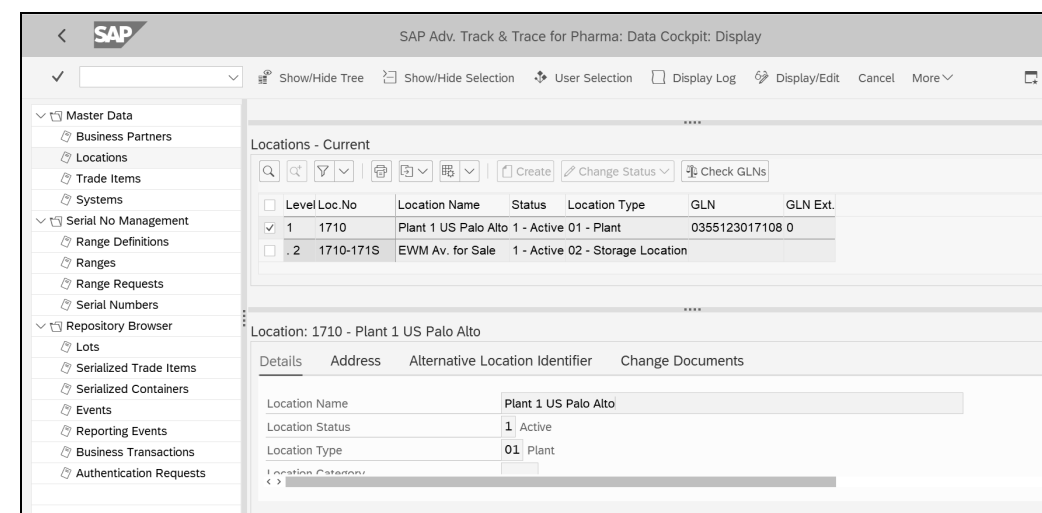 SAP SAP Adv. Track & Trace for Pharma: Data Cockpit: Display
Show/Hide Tree Show/Hide Selection User Selection Display Log Display/Edit Cancel More
Master Data
Business Partners
Locations
Trade Items
Systems
Serial No Management
Range Definitions
Ranges
Range Requests
Serial Numbers
Repository Browser
Lots
Serialized Trade Items
Serialized Containers
Events
Reporting Events
Business Transactions
Authentication Requests
Locations - Current
Create Change Status Check GLNs
Level Loc.No Location Name Status Location Type GLN GLN Ext.
1 1710 Plant 1 US Palo Alto 1 - Active 01 - Plant 0355123017108 0
. 2 1710-171S EWM Av. for Sale 1 - Active 02 - Storage Location
Location: 1710 - Plant 1 US Palo Alto
Details Address Alternative Location Identifier Change Documents
Location Name Plant 1 US Palo Alto
Location Status 1 Active
Location Type 01 Plant
Location Category